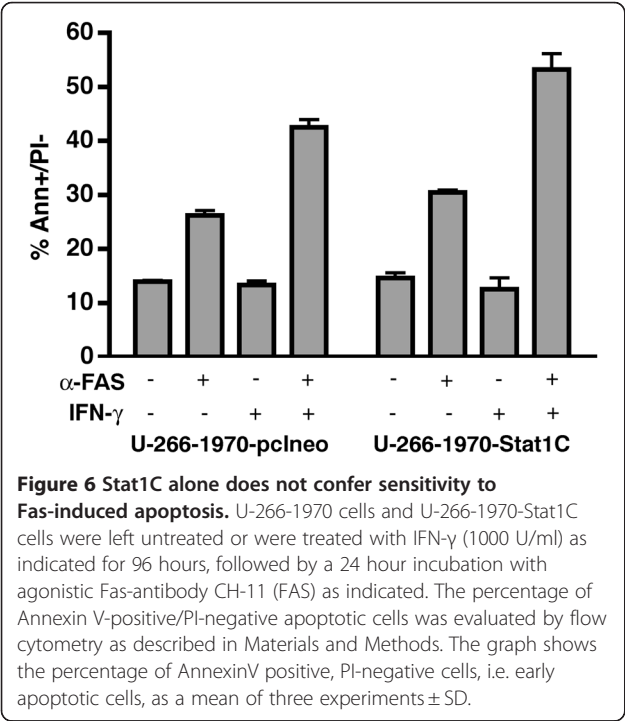 60
50
40
30
20
10
0
% Ann+/PI-
α-FAS - + - + - + - +
IFN-γ - - + + - - + +
U-266-1970-pcIneo U-266-1970-Stat1C
Figure 6 Stat1C alone does not confer sensitivity to
Fas-induced apoptosis. U-266-1970 cells and U-266-1970-Stat1C
cells were left untreated or were treated with IFN-γ (1000 U/ml) as
indicated for 96 hours, followed by a 24 hour incubation with
agonistic Fas-antibody CH-11 (FAS) as indicated. The percentage of
Annexin V-positive/PI-negative apoptotic cells was evaluated by flow
cytometry as described in Materials and Methods. The graph shows
the percentage of AnnexinV positive, PI-negative cells, i.e. early
apoptotic cells, as a mean of three experiments ± SD.